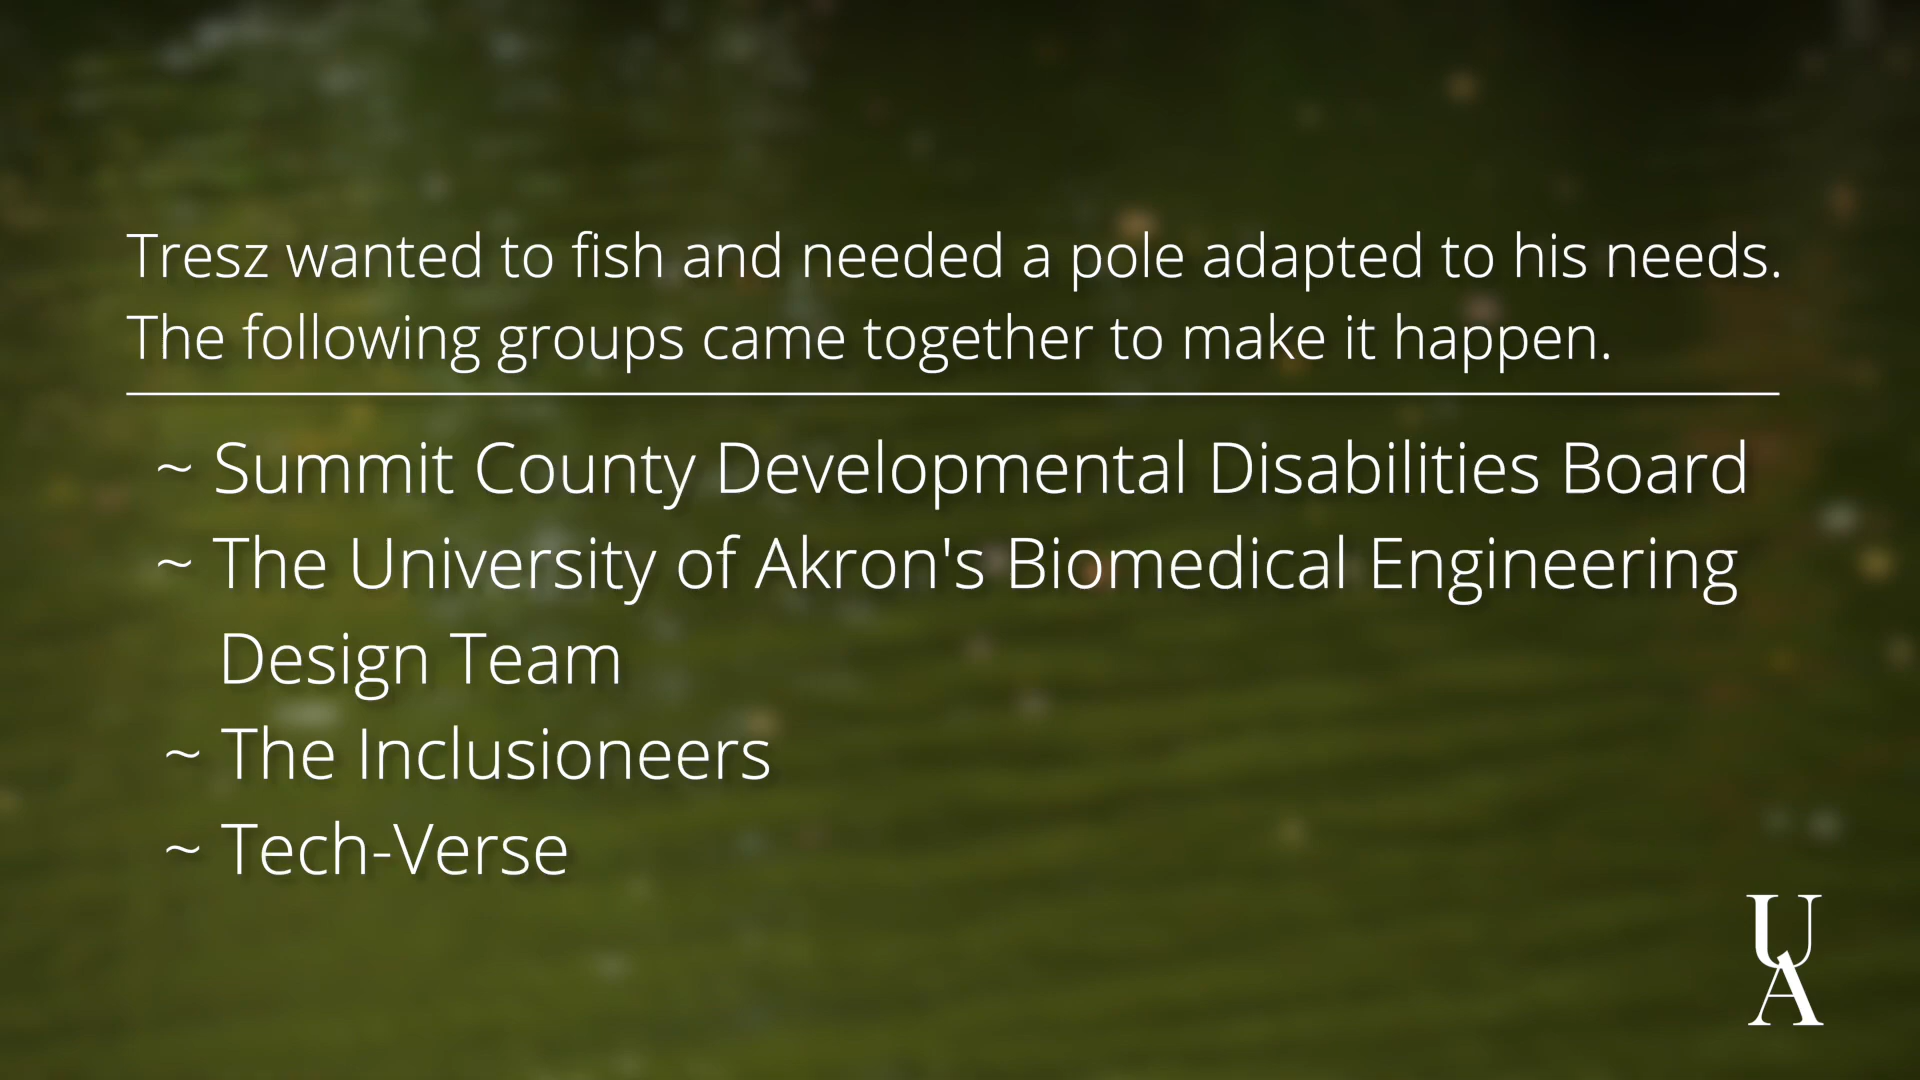 Tresz wanted to fish and needed a pole adapted to his needs.
The following groups came together to make it happen.
~ Summit County Developmental Disabilities Board
~ The University of Akron's Biomedical Engineering
Design Team
~ The Inclusioneers
~ Tech-Verse
UA